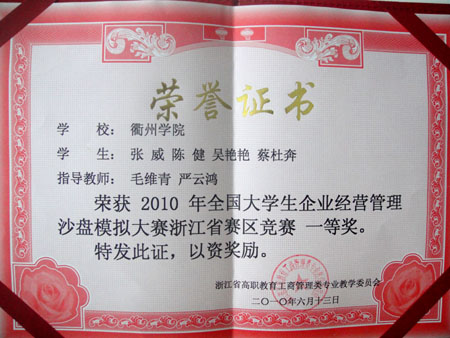 荣誉证书
学 校： 衢州学院
学 生： 张 威 陈 健 吴艳艳 蔡杜奔
指导教师： 毛维青 严云鸿
荣获 2010 年全国大学生企业经营管理
沙盘模拟大赛浙江省赛区竞赛 一等奖。
特发此证，以资奖励。
浙江省高职教育工商管理类专业教学委员会
二〇一〇年六月十三日